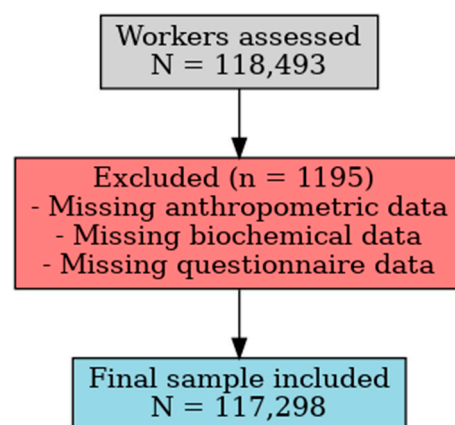 Workers assessed
N = 118,493
Excluded (n = 1195)
- Missing anthropometric data
- Missing biochemical data
- Missing questionnaire data
Final sample included
N = 117,298